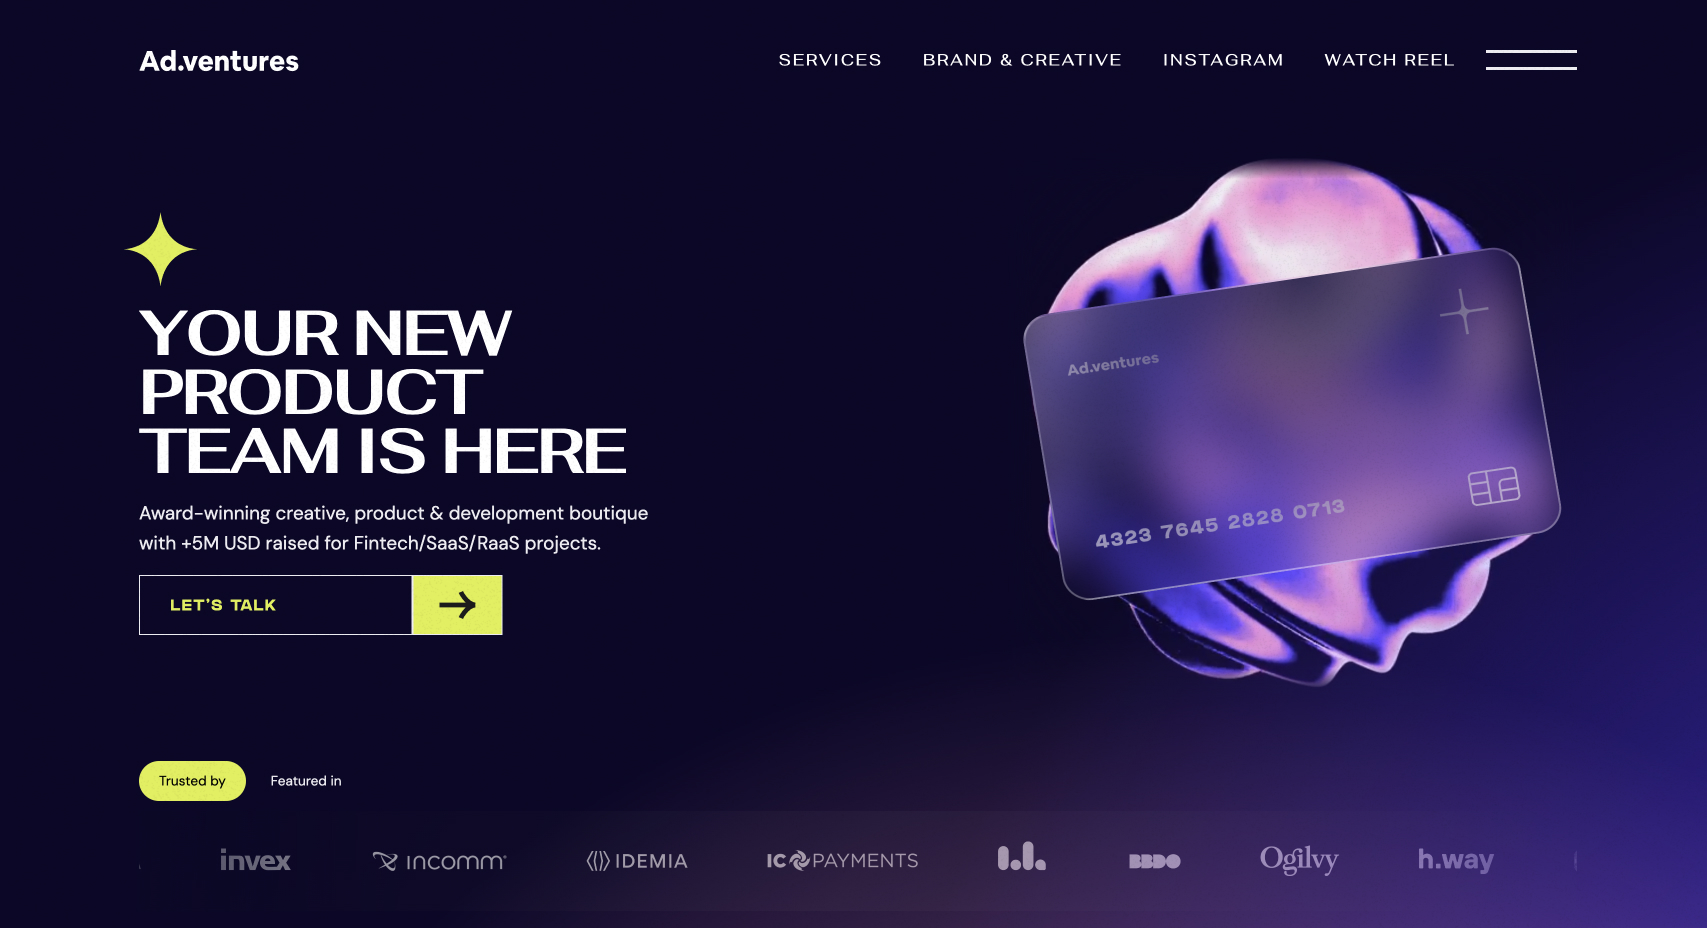 Ad.ventures
SERVICES
BRAND & CREATIVE
INSTAGRAM
WATCH REEL
YOUR NEW
PRODUCT
TEAM IS HERE
Award-winning creative, product & development boutique
with +5M USD raised for Fintech/SaaS/RaaS projects.
LET'S TALK
Ad.ventures
4323 7645 2828 0713
Trusted by
Featured in
invex
incomm
IDEMIA
IC PAYMENTS
BBDO
Ogilvy
h.way